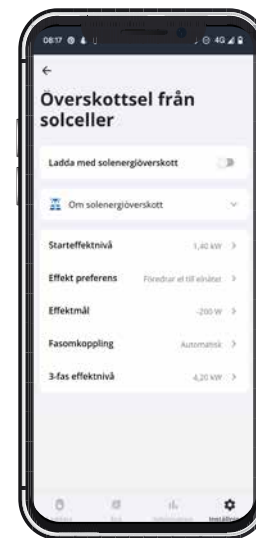 08:17
4G
Överskottsel från
solceller
Ladda med solenergiöverskott
Om solenergiöverskott
Starteffektnivå 1,40 kW
Effekt preferens Föredrar el till elnätet
Effektmål -200 W
Fasomkoppling Automatisk
3-fas effektnivå 4,20 kW